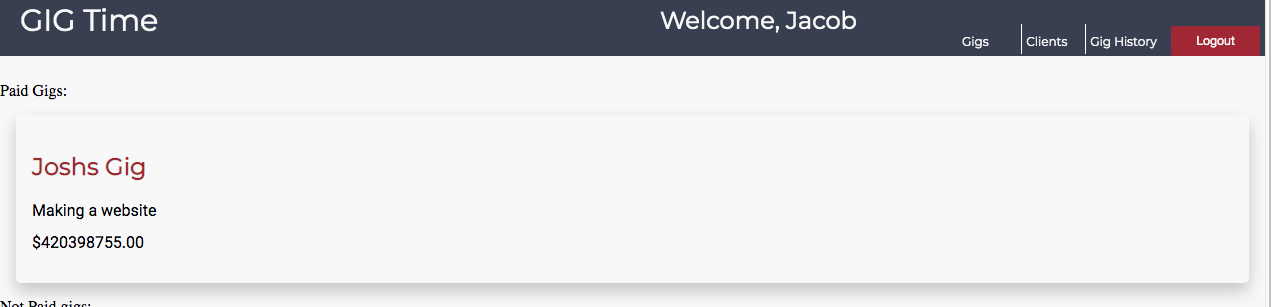 GIG Time
Welcome, Jacob
Gigs
Clients
Gig History
Logout
Paid Gigs:
Joshs Gig
Making a website
$420398755.00
Not Paid gigs: